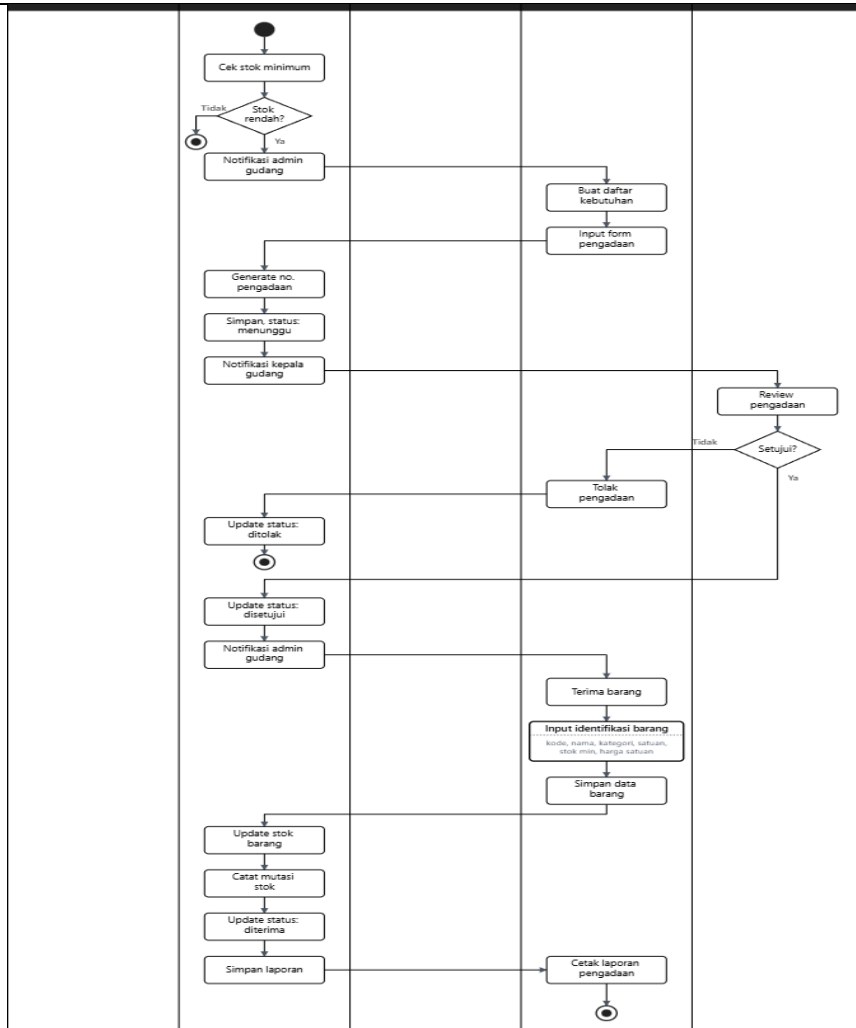 Cek stok minimum
Stok
rendah?
Tidak
Ya
Notifikasi admin
gudang
Buat daftar
kebutuhan
Input form
pengadaan
Generate no.
pengadaan
Simpan, status:
menunggu
Notifikasi kepala
gudang
Review
pengadaan
Setujui?
Tidak
Ya
Tolak
pengadaan
Update status:
ditolak
Update status:
disetujui
Notifikasi admin
gudang
Terima barang
Input identifikasi barang
kode, nama, kategori, satuan,
stok min, harga satuan
Simpan data
barang
Update stok
barang
Catat mutasi
stok
Update status:
diterima
Simpan laporan
Cetak laporan
pengadaan